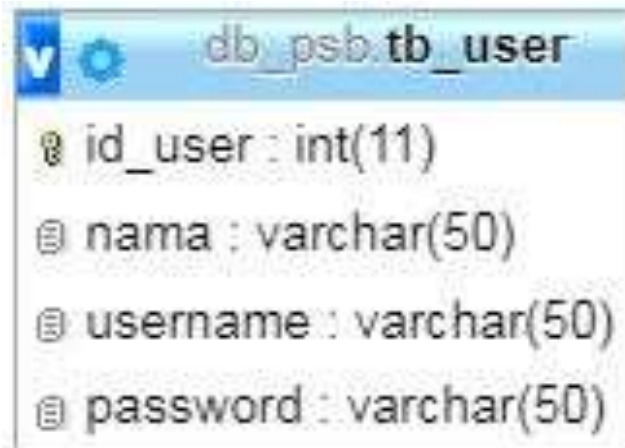 v db_psb.tb_user
id_user : int(11)
nama : varchar(50)
username : varchar(50)
password : varchar(50)